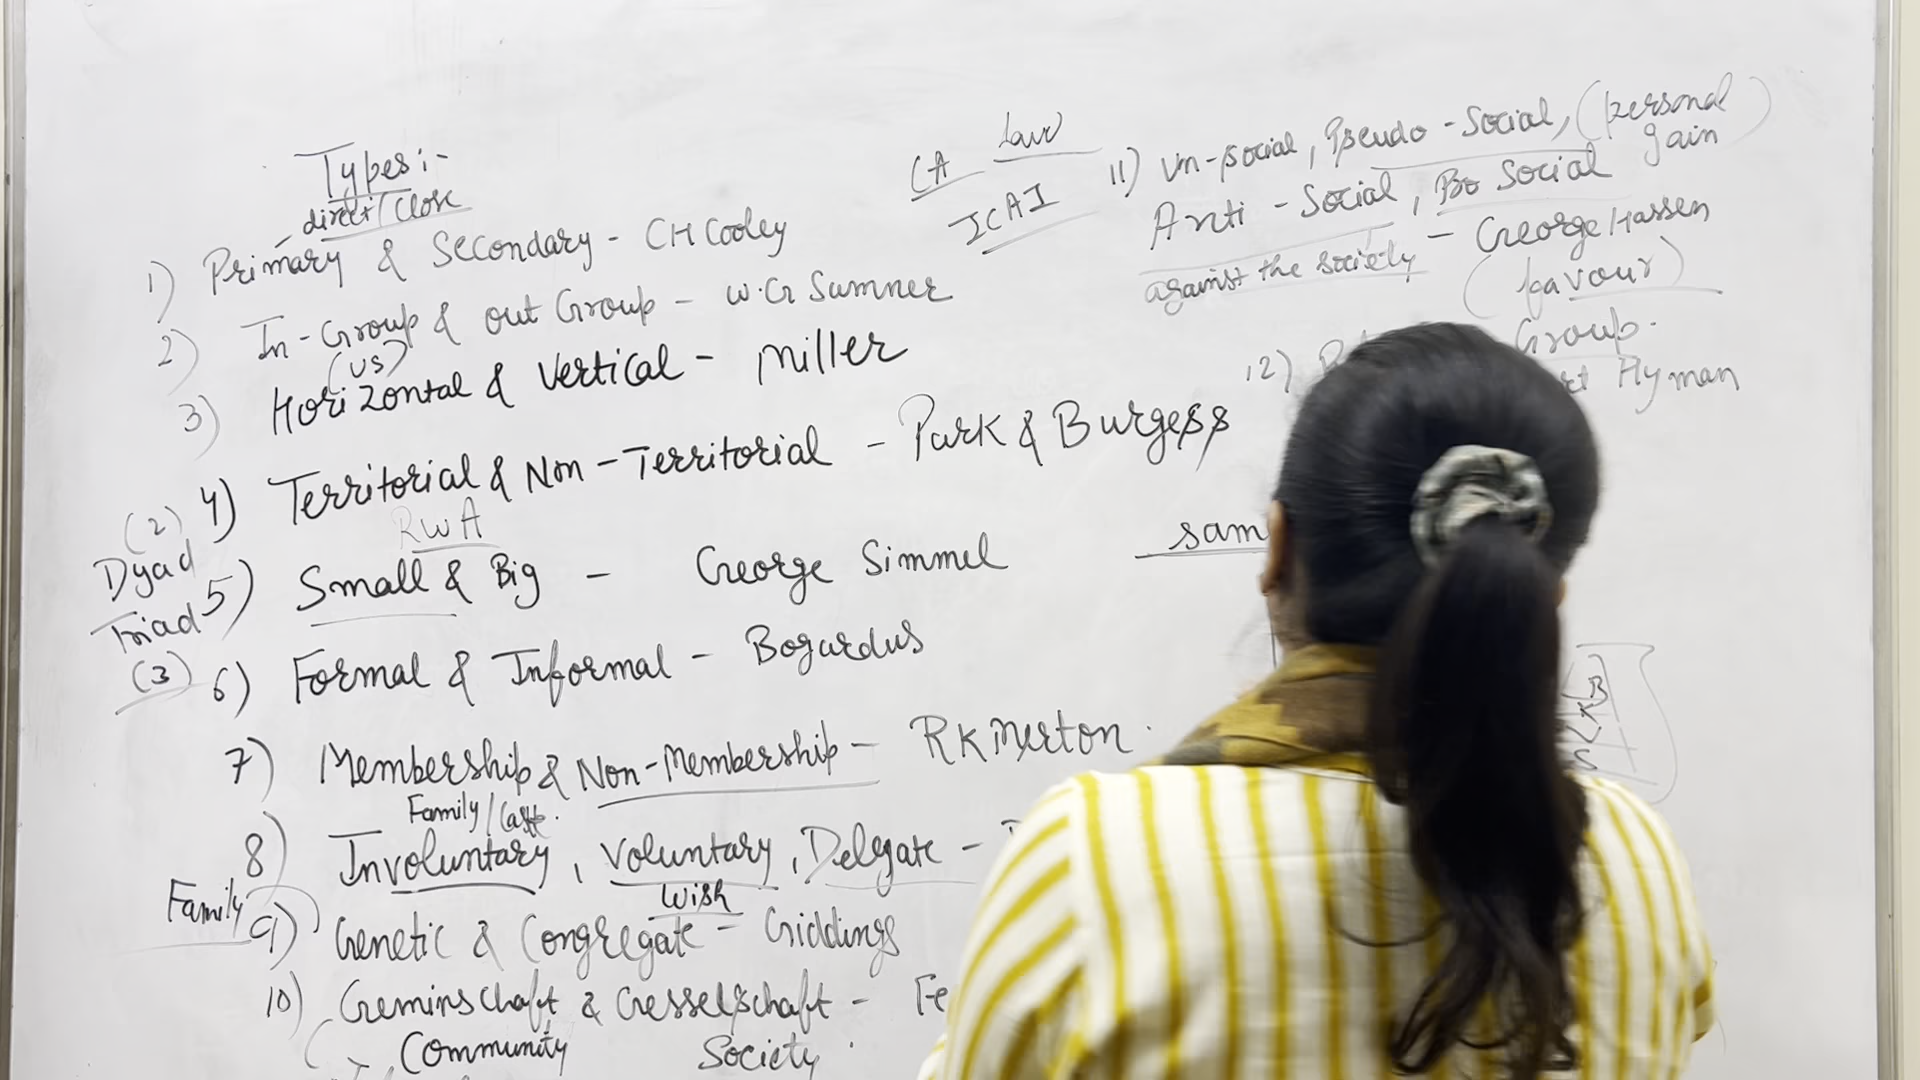 Types :-
direct / Close
1) Primary & Secondary - CH Cooley
2) In-Group & out Group - W.G Sumner
(us)
3) Horizontal & Vertical - Miller
4) Territorial & Non-Territorial - Park & Burgess
RWA
(2)
Dyad
Triad
(3)
5) Small & Big - George Simmel
6) Formal & Informal - Bogardus
7) Membership & Non-Membership - RK Merton.
Family / Caste.
8) Involuntary, Voluntary, Delegate -
Wish
Family
9) Genetic & Congregate - Giddings
10) Geminschaft & Gessellschaft - Fe
Community Society.
CA Law
ICAI
11) Un-social, Pseudo-Social, (personal gain)
Anti-Social, Bo Social
against the society - George Hassen
(favour)
12) Group.
Hyman
sam
B